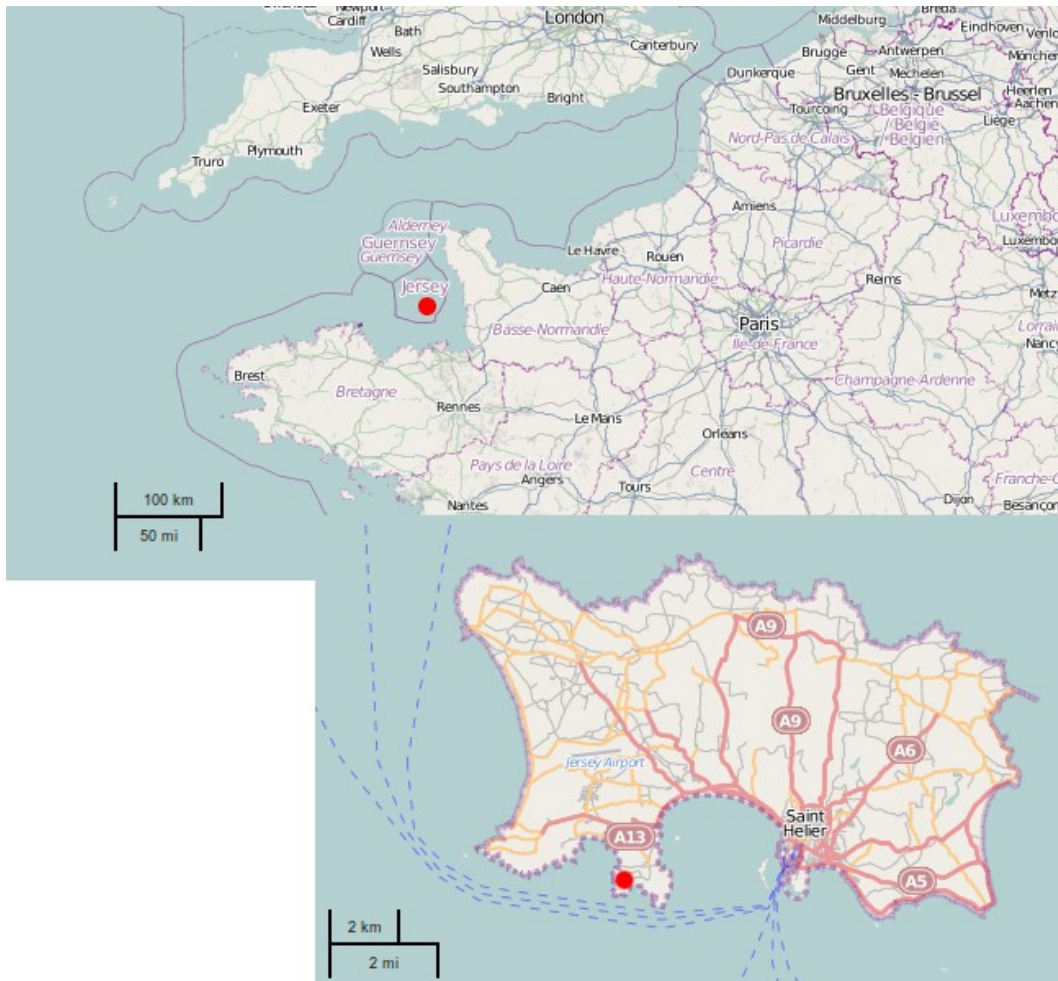 Newport
Cardiff
Bath
Wells
London
Canterbury
Salisbury
Southampton
Exeter
Bright
Plymouth
Truro
Middelburg
Breda
Brugge
Antwerpen
Eindhoven
Venlo
Dunkerque
Gent
Mechelen
Bruxelles - Brussel
Heerlen
Aachen
Tourcoing
Belgique
België
Belgien
Liège
Nord-Pas de Calais
Alderney
Guernsey
Guernsey
Jersey
Le Havre
Rouen
Amiens
Picardie
Luxembo
Luxembo
Caen
Haute-Normandie
Reims
Metz
Basse-Normandie
Paris
Île-de-France
Lorrai
Nancy
Brest
Bretagne
Rennes
Le Mans
Champagne-Ardenne
Orléans
Pays de la Loire
Angers
Tours
Centre
Franche-C
Nantes
Dijon
Besançon
100 km
50 mi
A9
A9
A6
Jersey Airport
Saint
Helier
A13
A5
2 km
2 mi